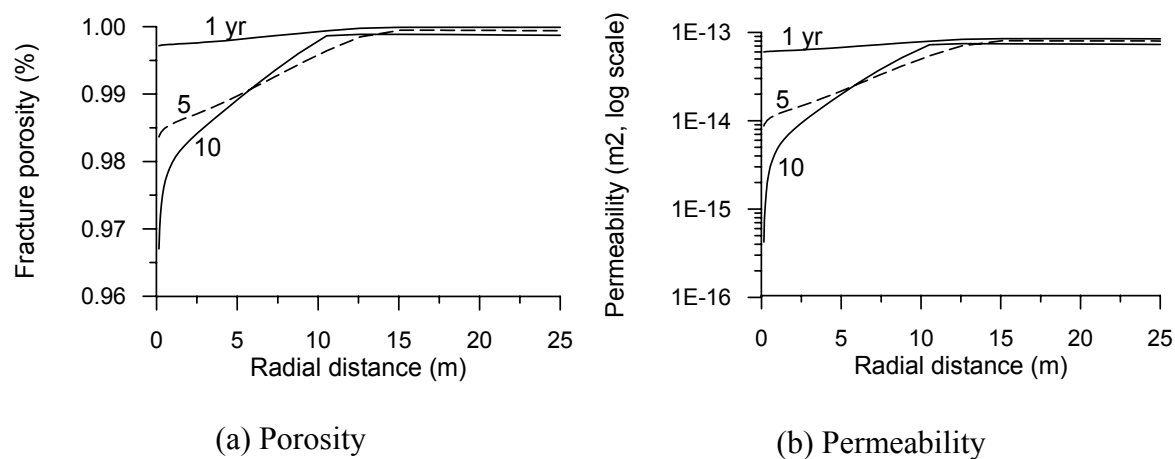 Fracture porosity (%)
1.00
0.99
0.98
0.97
0.96
1 yr
5
10
0 5 10 15 20 25
Radial distance (m)
(a) Porosity
Permeability (m2, log scale)
1E-13
1E-14
1E-15
1E-16
1 yr
5
10
0 5 10 15 20 25
Radial distance (m)
(b) Permeability